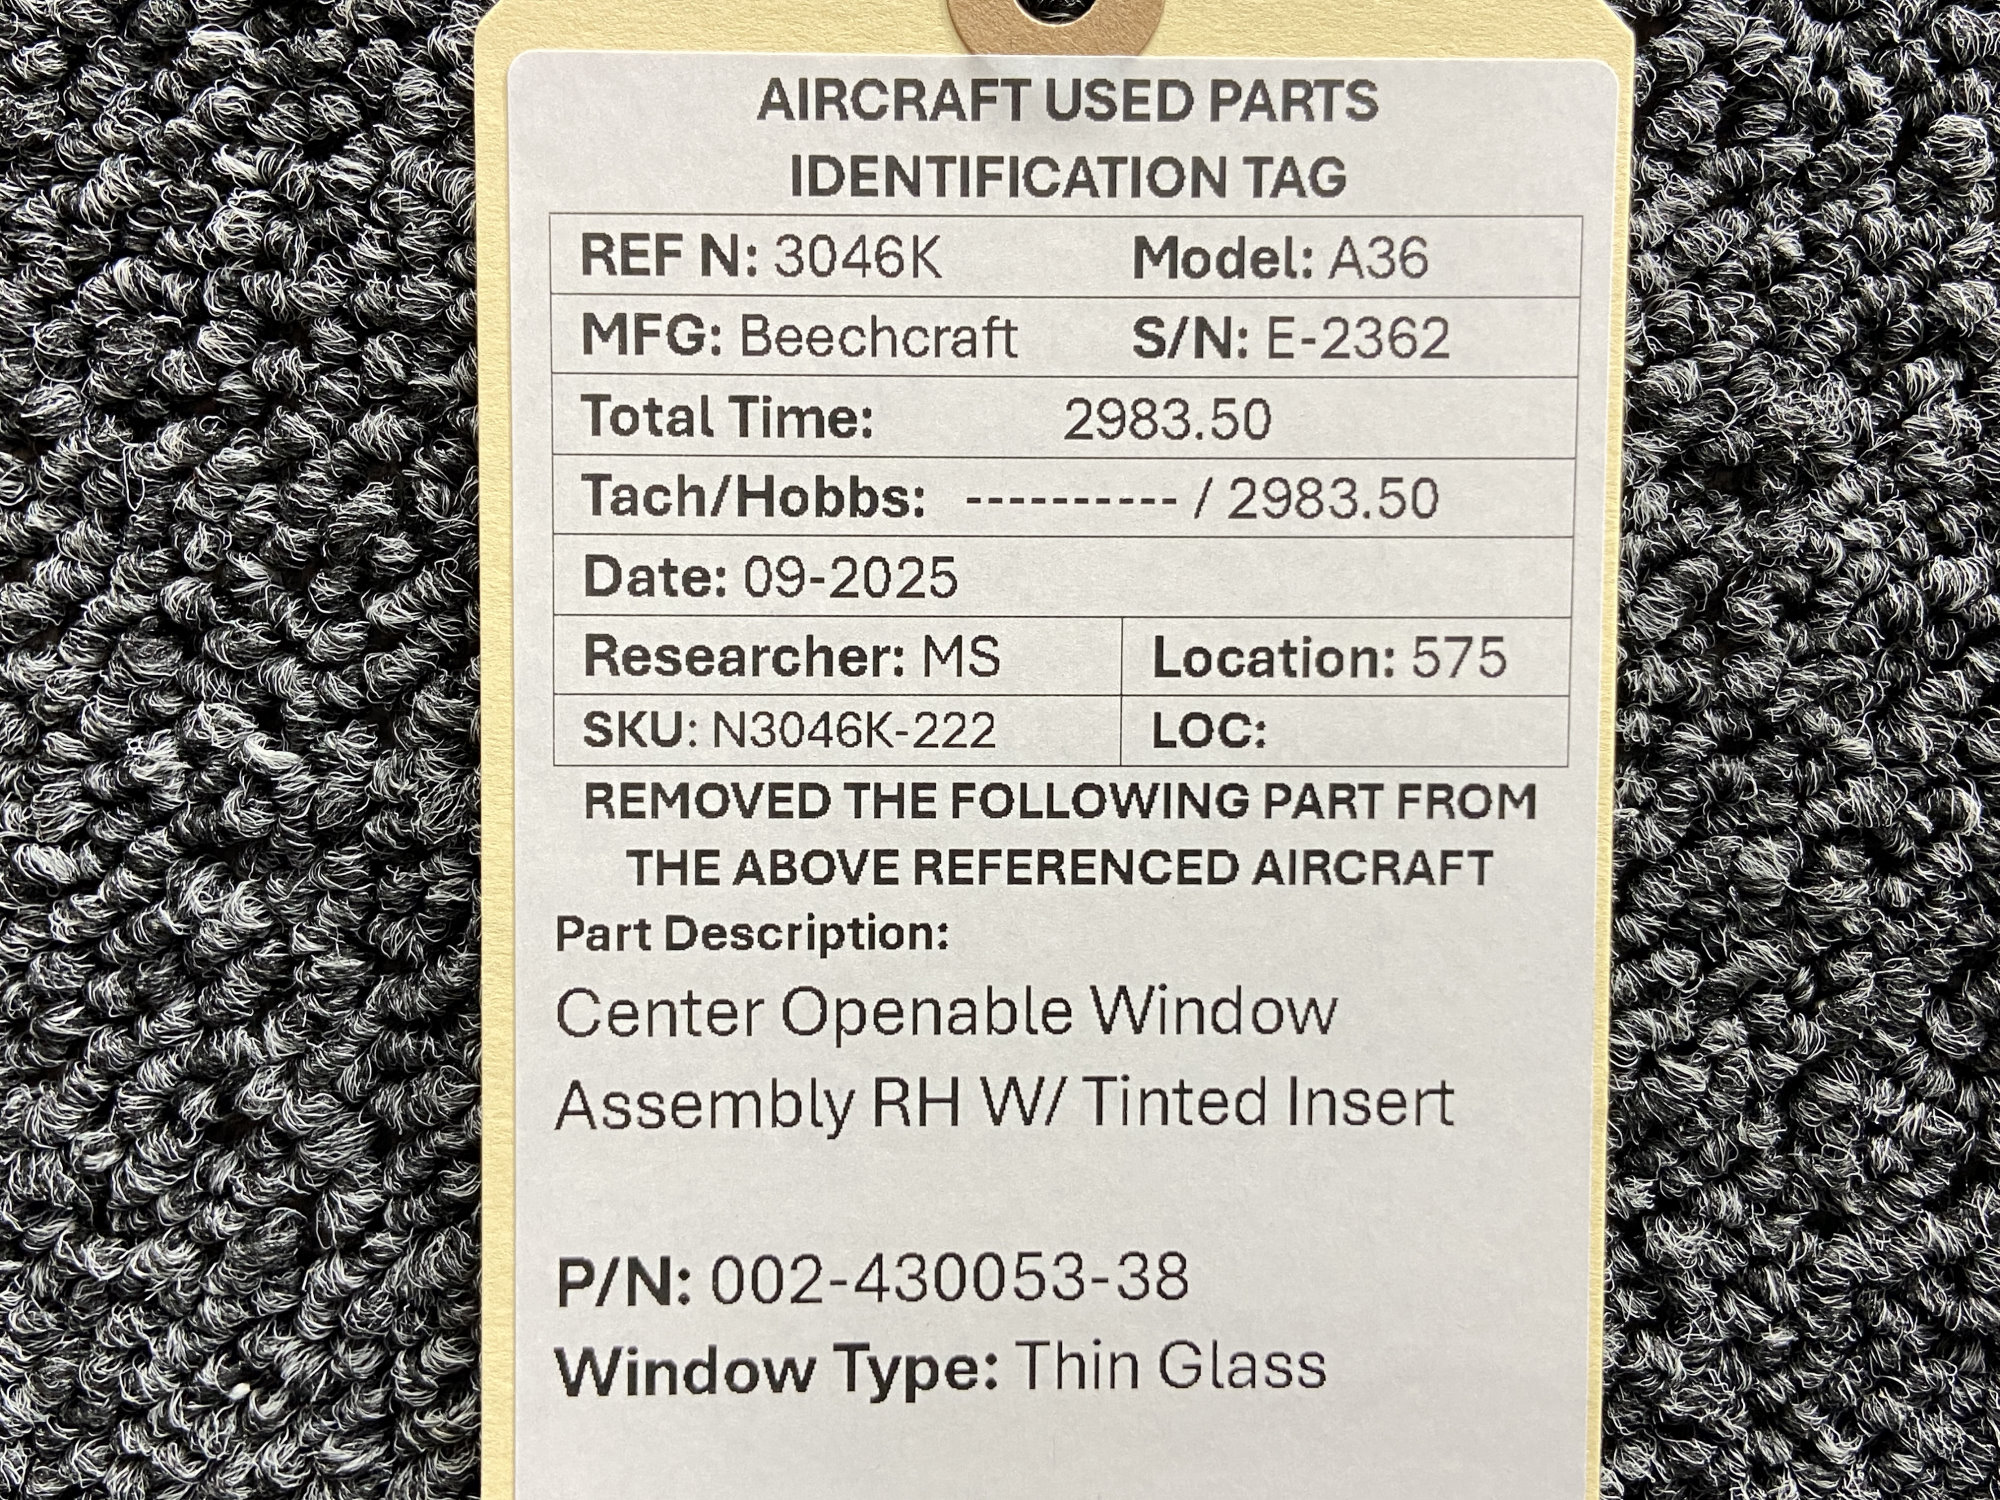 AIRCRAFT USED PARTS
IDENTIFICATION TAG
REF N: 3046K Model: A36
MFG: Beechcraft S/N: E-2362
Total Time: 2983.50
Tach/Hobbs: ---------- / 2983.50
Date: 09-2025
Researcher: MS Location: 575
SKU: N3046K-222 LOC:
REMOVED THE FOLLOWING PART FROM
THE ABOVE REFERENCED AIRCRAFT
Part Description:
Center Openable Window
Assembly RH W/ Tinted Insert
P/N: 002-430053-38
Window Type: Thin Glass